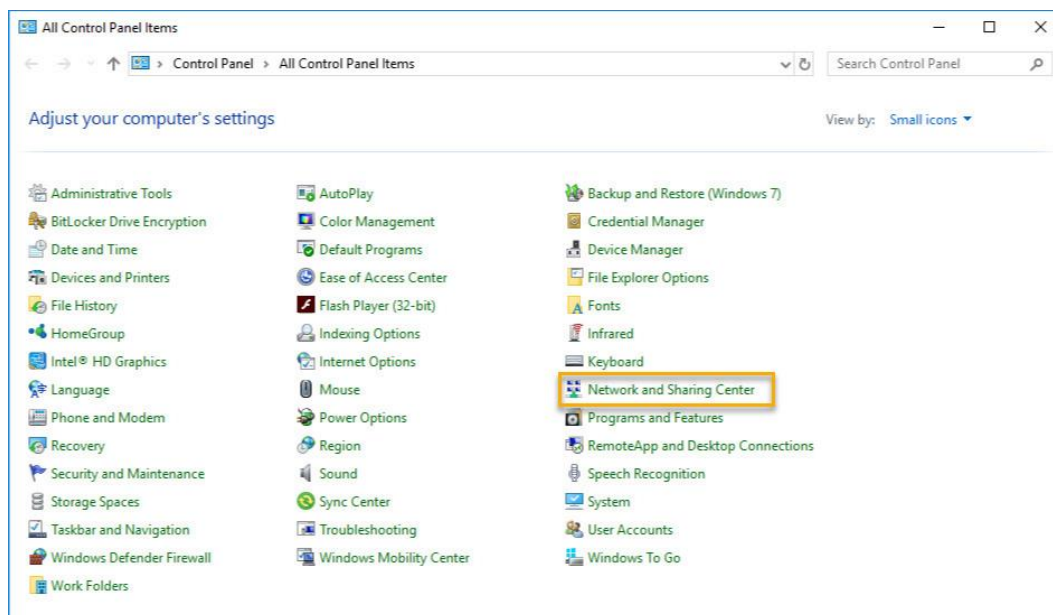 All Control Panel Items
Control Panel > All Control Panel Items
Search Control Panel
Adjust your computer's settings
View by: Small icons
Administrative Tools
AutoPlay
Backup and Restore (Windows 7)
BitLocker Drive Encryption
Color Management
Credential Manager
Date and Time
Default Programs
Device Manager
Devices and Printers
Ease of Access Center
File Explorer Options
File History
Flash Player (32-bit)
Fonts
HomeGroup
Indexing Options
Infrared
Intel® HD Graphics
Internet Options
Keyboard
Language
Mouse
Network and Sharing Center
Phone and Modem
Power Options
Programs and Features
Recovery
Region
RemoteApp and Desktop Connections
Security and Maintenance
Sound
Speech Recognition
Storage Spaces
Sync Center
System
Taskbar and Navigation
Troubleshooting
User Accounts
Windows Defender Firewall
Windows Mobility Center
Windows To Go
Work Folders